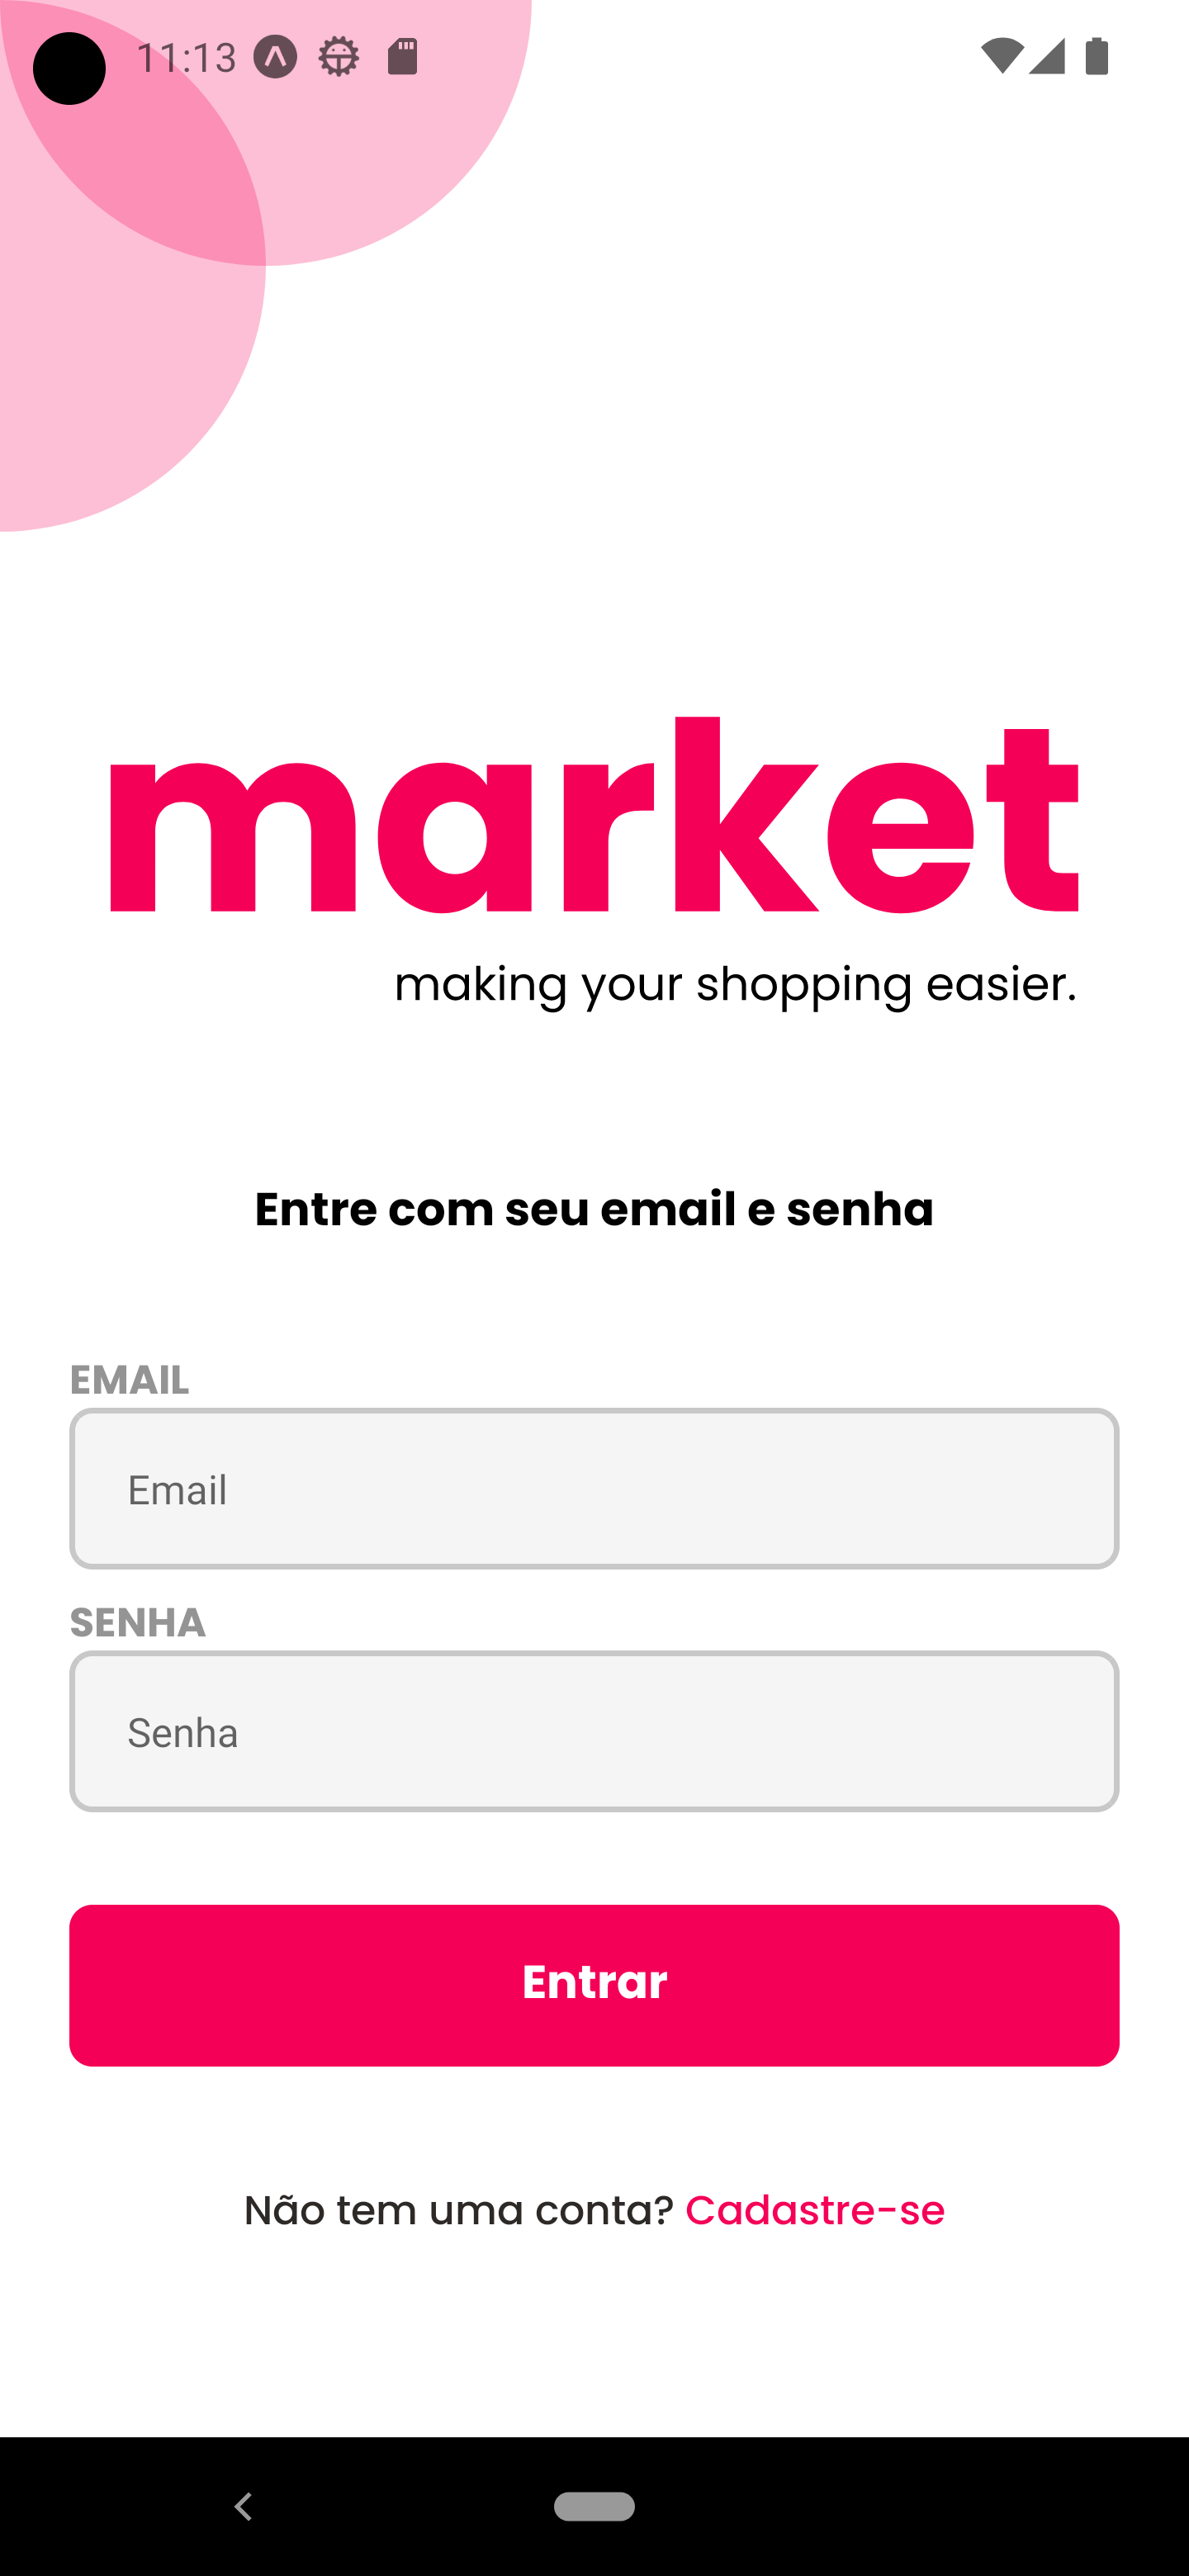 11:13
market
making your shopping easier.
Entre com seu email e senha
EMAIL
Email
SENHA
Senha
Entrar
Não tem uma conta? Cadastre-se